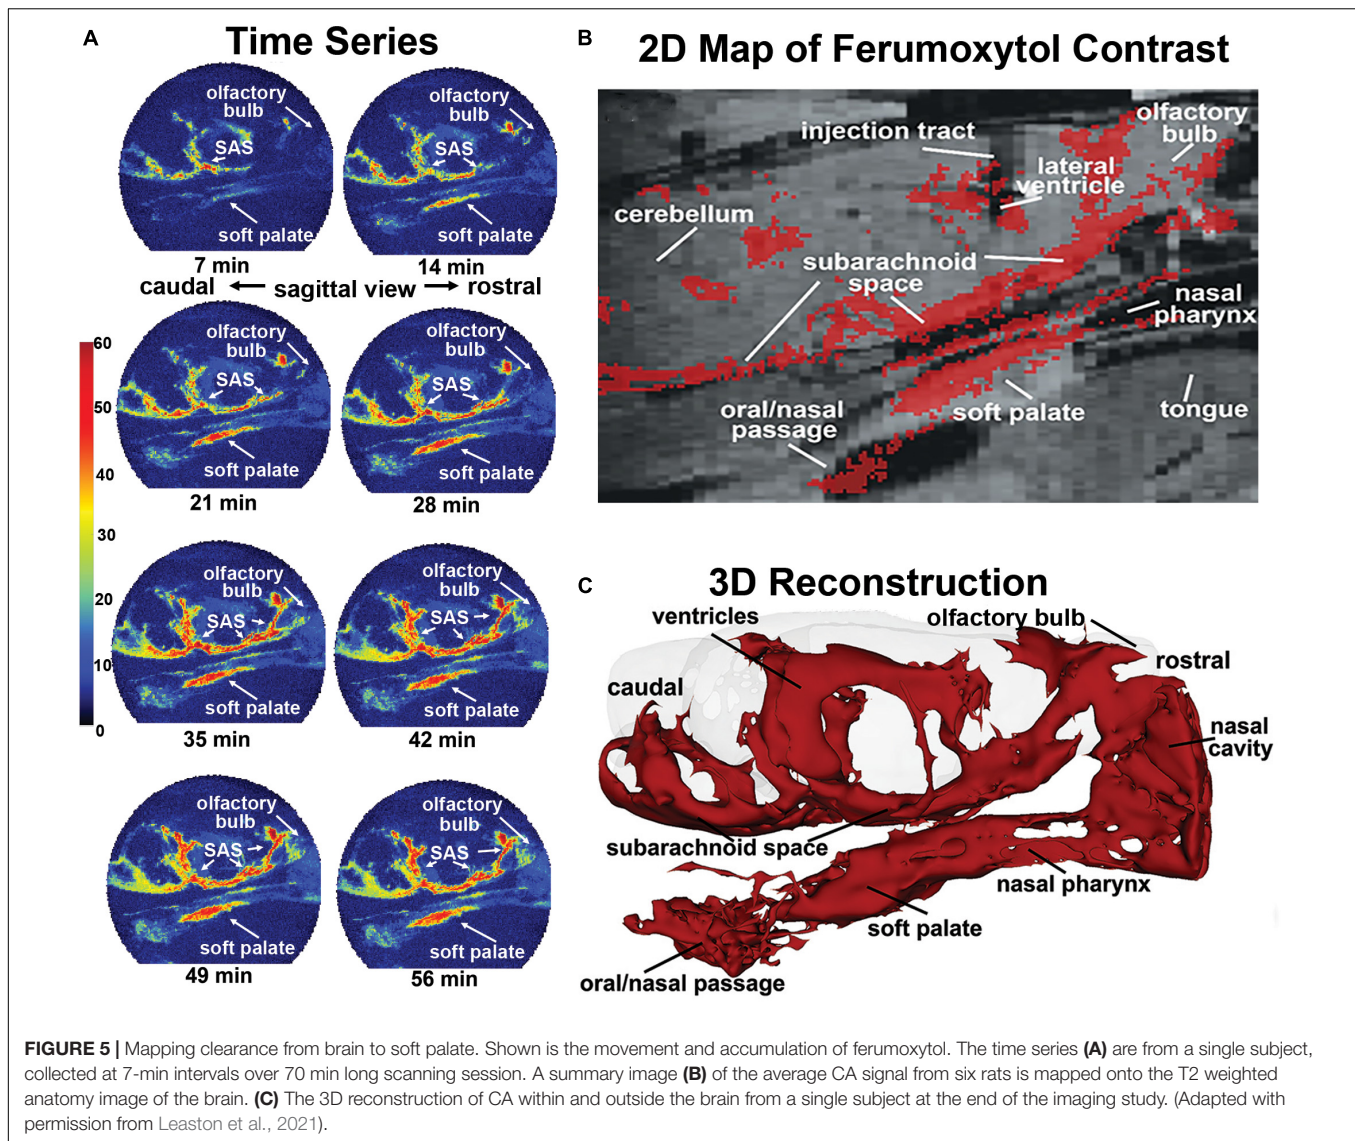 A
Time Series
olfactory
bulb
SAS
soft palate
7 min
olfactory
bulb
SAS
soft palate
14 min
caudal sagittal view rostral
olfactory
bulb
SAS
soft palate
21 min
olfactory
bulb
SAS
soft palate
28 min
60
50
40
30
20
10
0
olfactory
bulb
SAS
soft palate
35 min
olfactory
bulb
SAS
soft palate
42 min
olfactory
bulb
SAS
soft palate
49 min
olfactory
bulb
SAS
soft palate
56 min
B
2D Map of Ferumoxytol Contrast
injection tract
olfactory
bulb
lateral
ventricle
cerebellum
subarachnoid
space
nasal
pharynx
oral/nasal
passage
soft palate
tongue
C
3D Reconstruction
ventricles
olfactory bulb
rostral
caudal
nasal
cavity
subarachnoid space
nasal pharynx
soft palate
oral/nasal passage
FIGURE 5 | Mapping clearance from brain to soft palate. Shown is the movement and accumulation of ferumoxytol. The time series (A) are from a single subject,
collected at 7-min intervals over 70 min long scanning session. A summary image (B) of the average CA signal from six rats is mapped onto the T2 weighted
anatomy image of the brain. (C) The 3D reconstruction of CA within and outside the brain from a single subject at the end of the imaging study. (Adapted with
permission from Leaston et al., 2021).